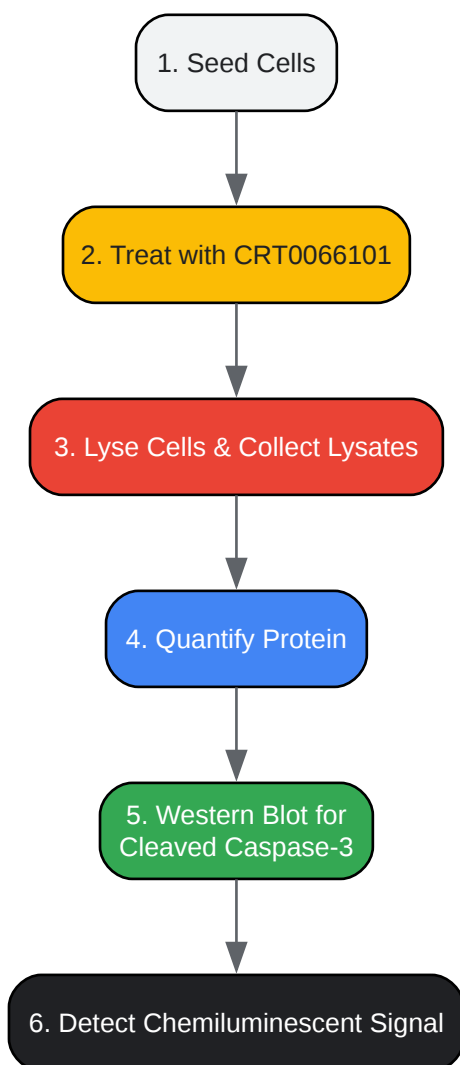 1. Seed Cells
2. Treat with CRT0066101
3. Lyse Cells & Collect Lysates
4. Quantify Protein
5. Western Blot for
Cleaved Caspase-3
6. Detect Chemiluminescent Signal